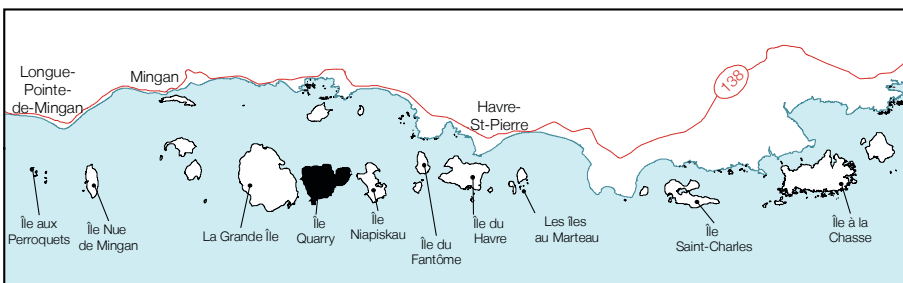 Longue-
Pointe-
de-Mingan
Mingan
138
Havre-
St-Pierre
Île aux
Perroquets
Île Nue
de Mingan
La Grande Île
Île
Quarry
Île
Niapiskau
Île du
Fantôme
Île du
Havre
Les îles
au Marteau
Île
Saint-Charles
Île à la
Chasse